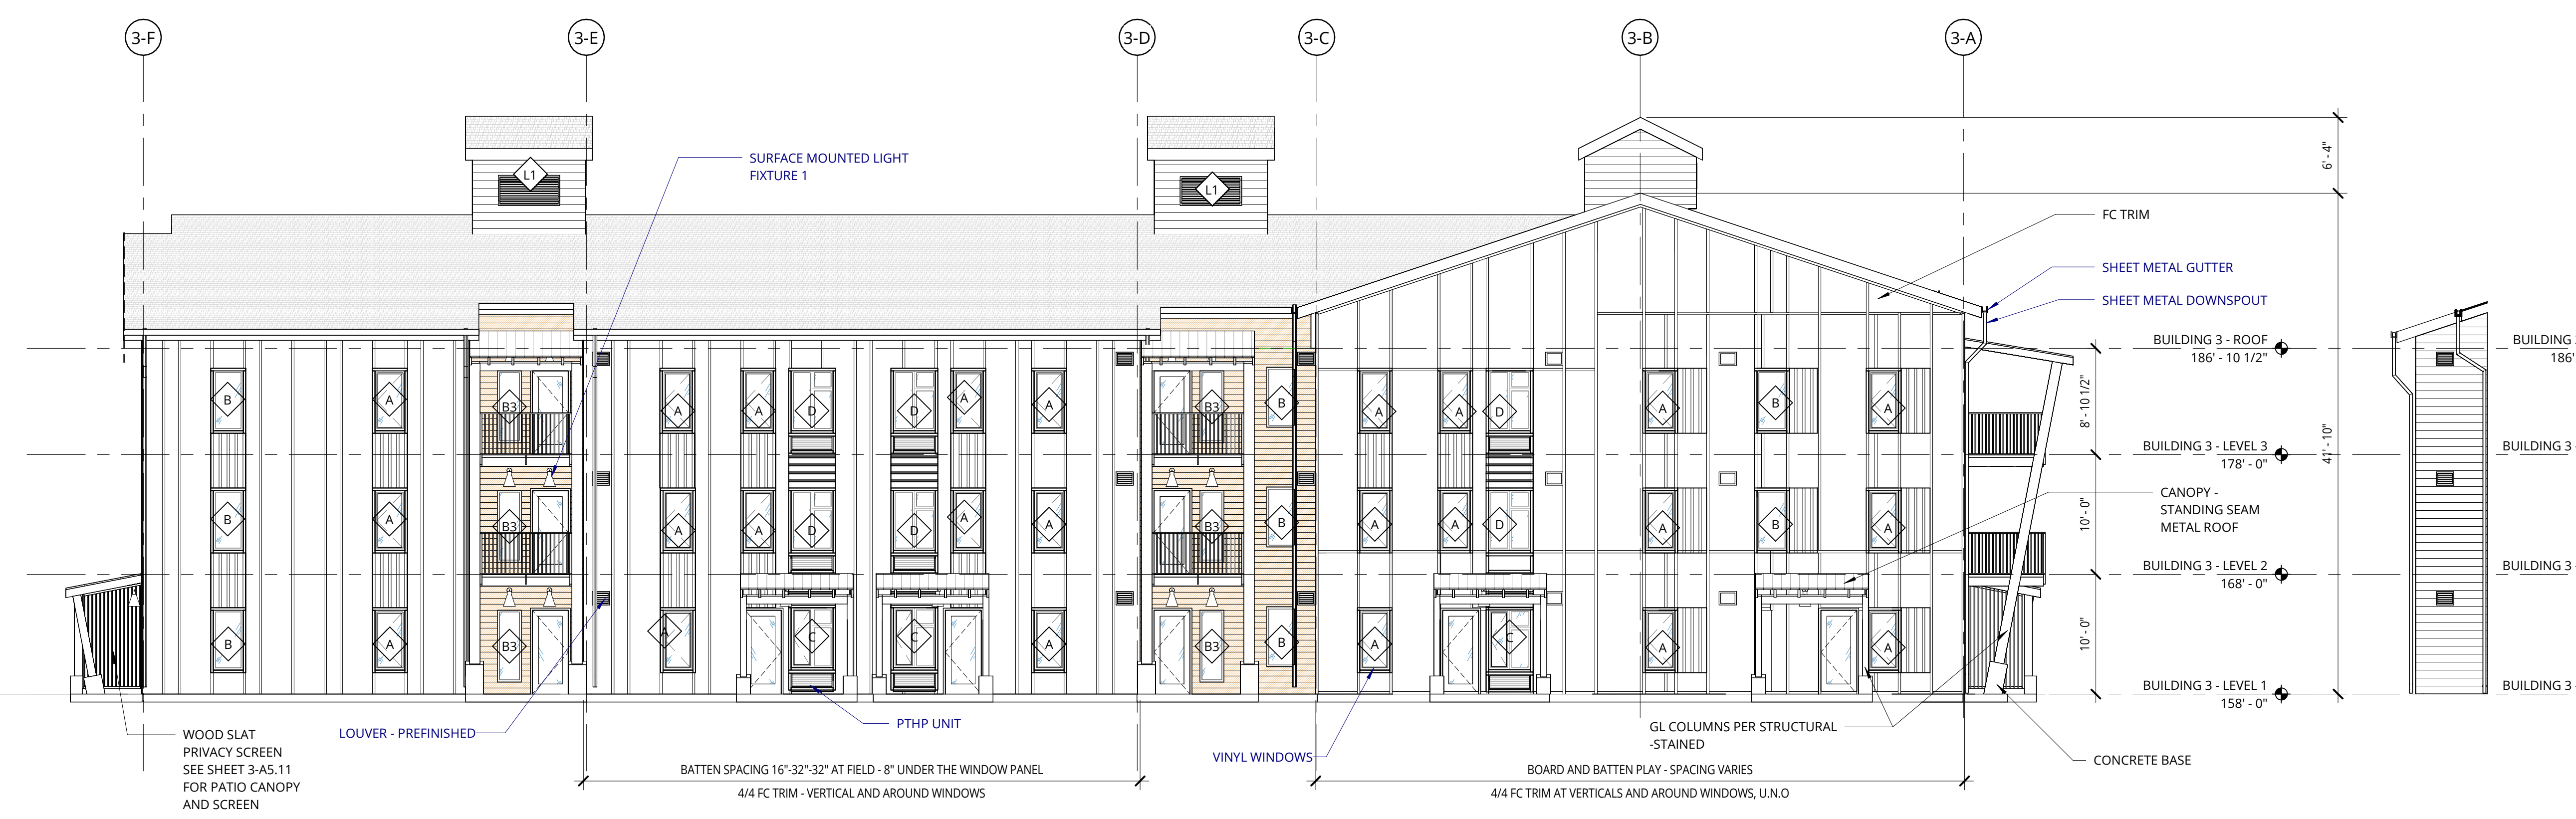 3-F
3-E
3-D
3-C
3-B
3-A
SURFACE MOUNTED LIGHT
FIXTURE 1
L1
L1
6' - 4"
FC TRIM
SHEET METAL GUTTER
SHEET METAL DOWNSPOUT
BUILDING 3 - ROOF
186' - 10 1/2"
BUILDING
186'
B A B3 A A D D A A B3 B A A D A B A
8' - 10 1/2"
41' - 10"
BUILDING 3 - LEVEL 3
178' - 0"
BUILDING 3 -
CANOPY -
STANDING SEAM
METAL ROOF
B A B3 A A D D A A B3 B A A D A B A
10' - 0"
BUILDING 3 - LEVEL 2
168' - 0"
BUILDING 3 -
B A B3 A C C A B3 B A C A A
10' - 0"
BUILDING 3 - LEVEL 1
158' - 0"
BUILDING 3 -
WOOD SLAT
PRIVACY SCREEN
SEE SHEET 3-A5.11
FOR PATIO CANOPY
AND SCREEN
LOUVER - PREFINISHED
PTHP UNIT
VINYL WINDOWS
GL COLUMNS PER STRUCTURAL
-STAINED
CONCRETE BASE
BATTEN SPACING 16"-32"-32" AT FIELD - 8" UNDER THE WINDOW PANEL
4/4 FC TRIM - VERTICAL AND AROUND WINDOWS
BOARD AND BATTEN PLAY - SPACING VARIES
4/4 FC TRIM AT VERTICALS AND AROUND WINDOWS, U.N.O